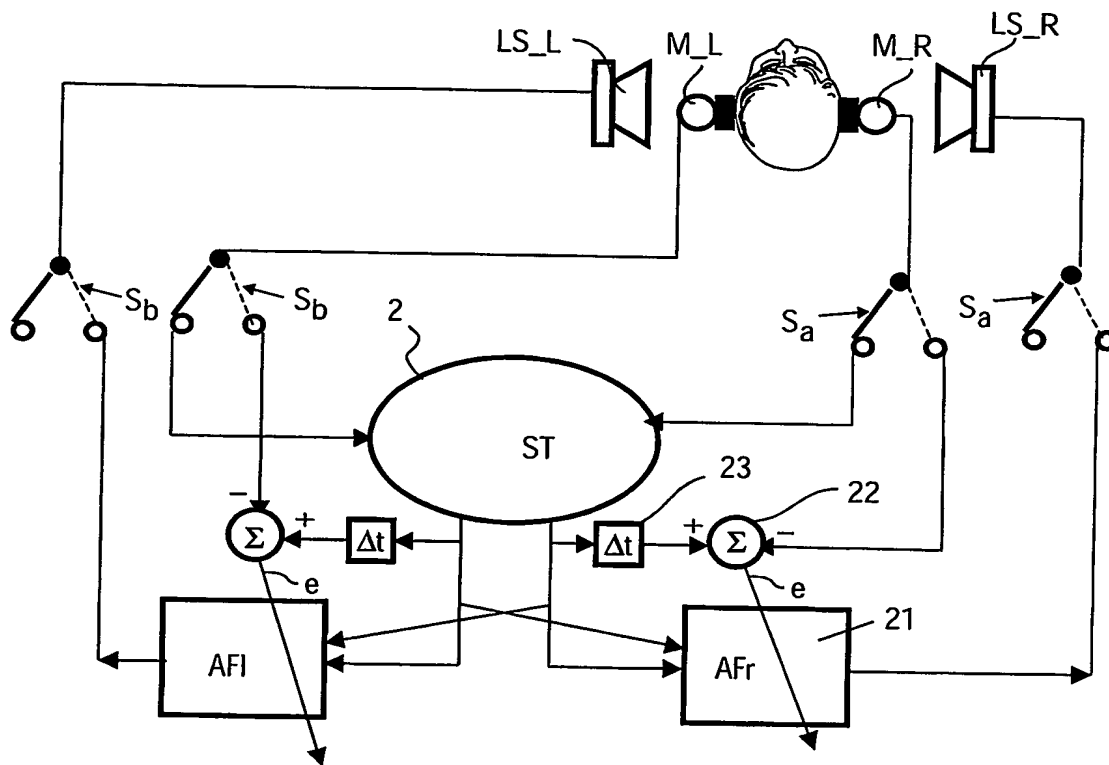 LS_L
M_L
M_R
LS_R
Sb
Sb
Sa
Sa
2
ST
23
22
−
+
Δt
Δt
+
−
Σ
Σ
e
e
AFl
AFr
21